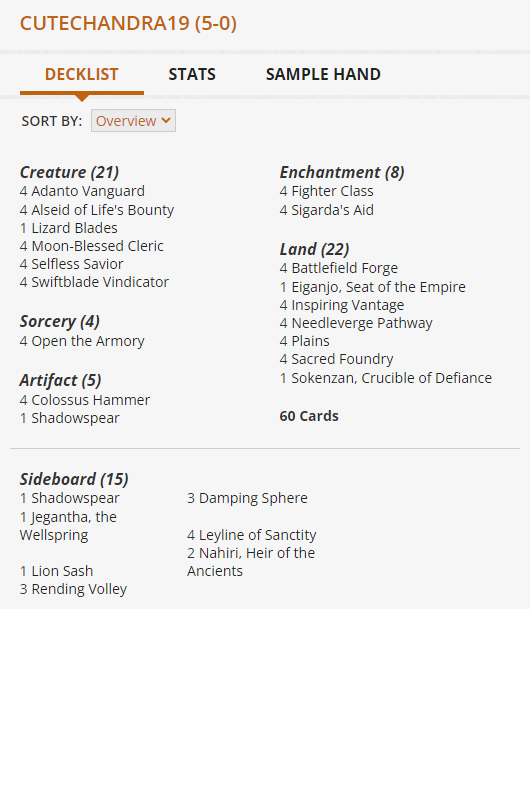 CUTECHANDRA19 (5-0)
DECKLIST STATS SAMPLE HAND
SORT BY: Overview
Creature (21)
4 Adanto Vanguard
4 Alseid of Life's Bounty
1 Lizard Blades
4 Moon-Blessed Cleric
4 Selfless Savior
4 Swiftblade Vindicator
Sorcery (4)
4 Open the Armory
Artifact (5)
4 Colossus Hammer
1 Shadowspear
Enchantment (8)
4 Fighter Class
4 Sigarda's Aid
Land (22)
4 Battlefield Forge
1 Eiganjo, Seat of the Empire
4 Inspiring Vantage
4 Needleverge Pathway
4 Plains
4 Sacred Foundry
1 Sokenzan, Crucible of Defiance
60 Cards
Sideboard (15)
1 Shadowspear
1 Jegantha, the
Wellspring
1 Lion Sash
3 Rending Volley
3 Damping Sphere
4 Leyline of Sanctity
2 Nahiri, Heir of the
Ancients